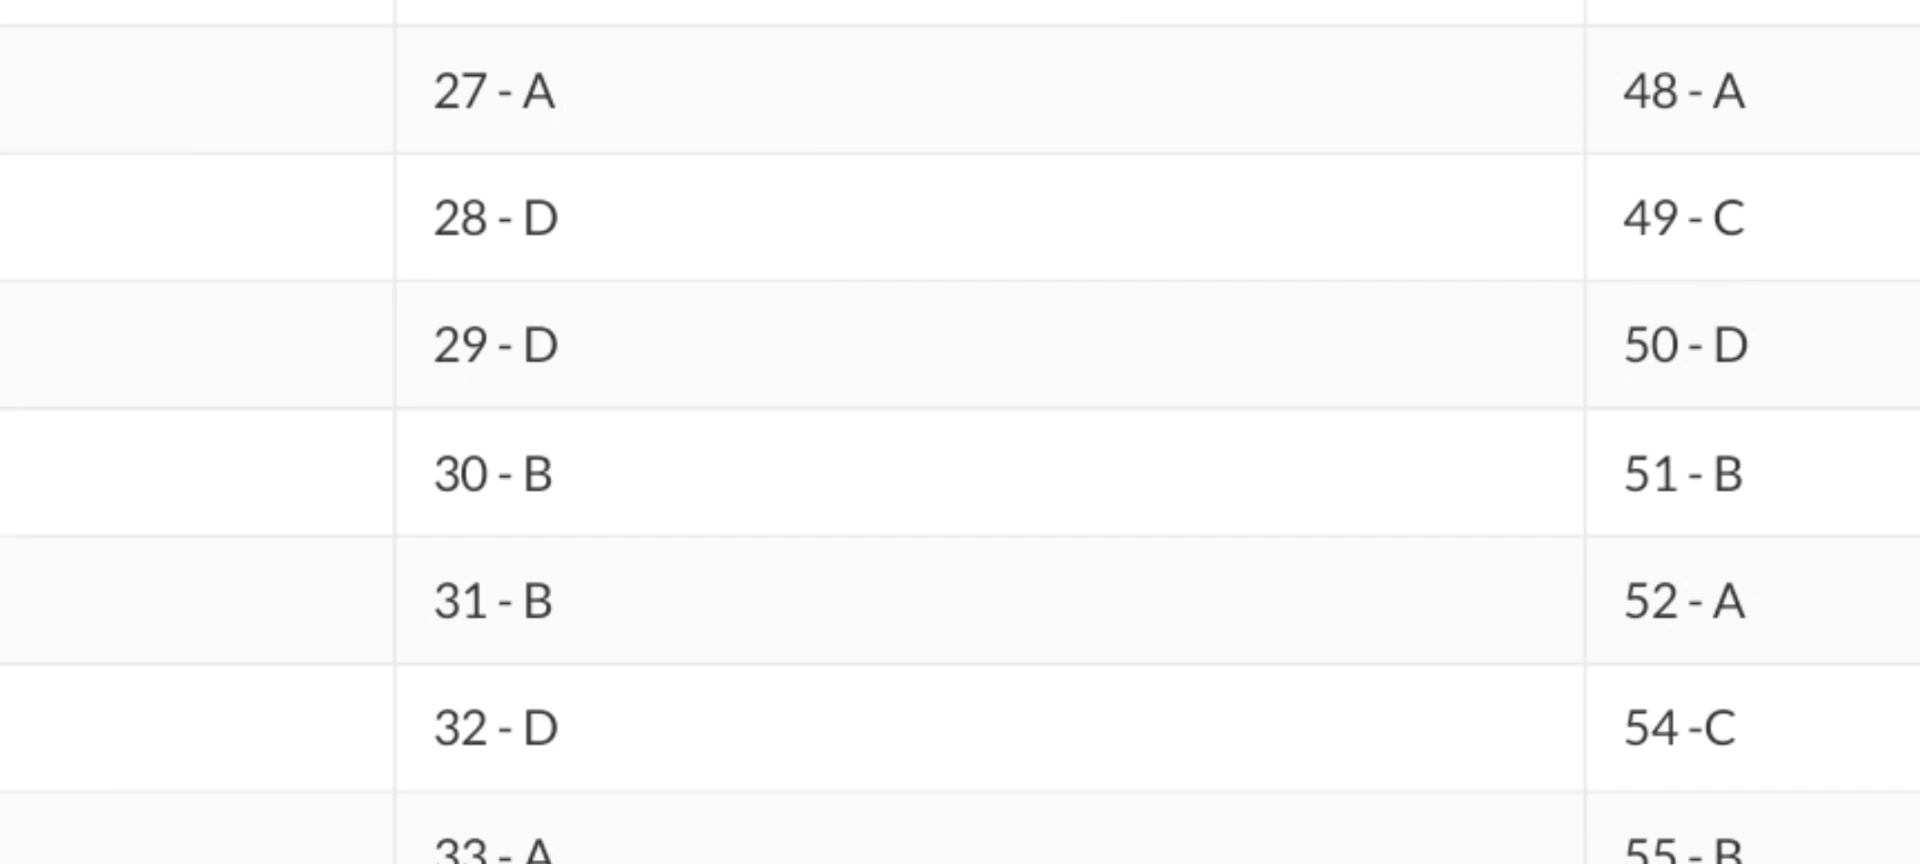 27 - A 48 - A
28 - D 49 - C
29 - D 50 - D
30 - B 51 - B
31 - B 52 - A
32 - D 54 -C
33 - A 55 - B